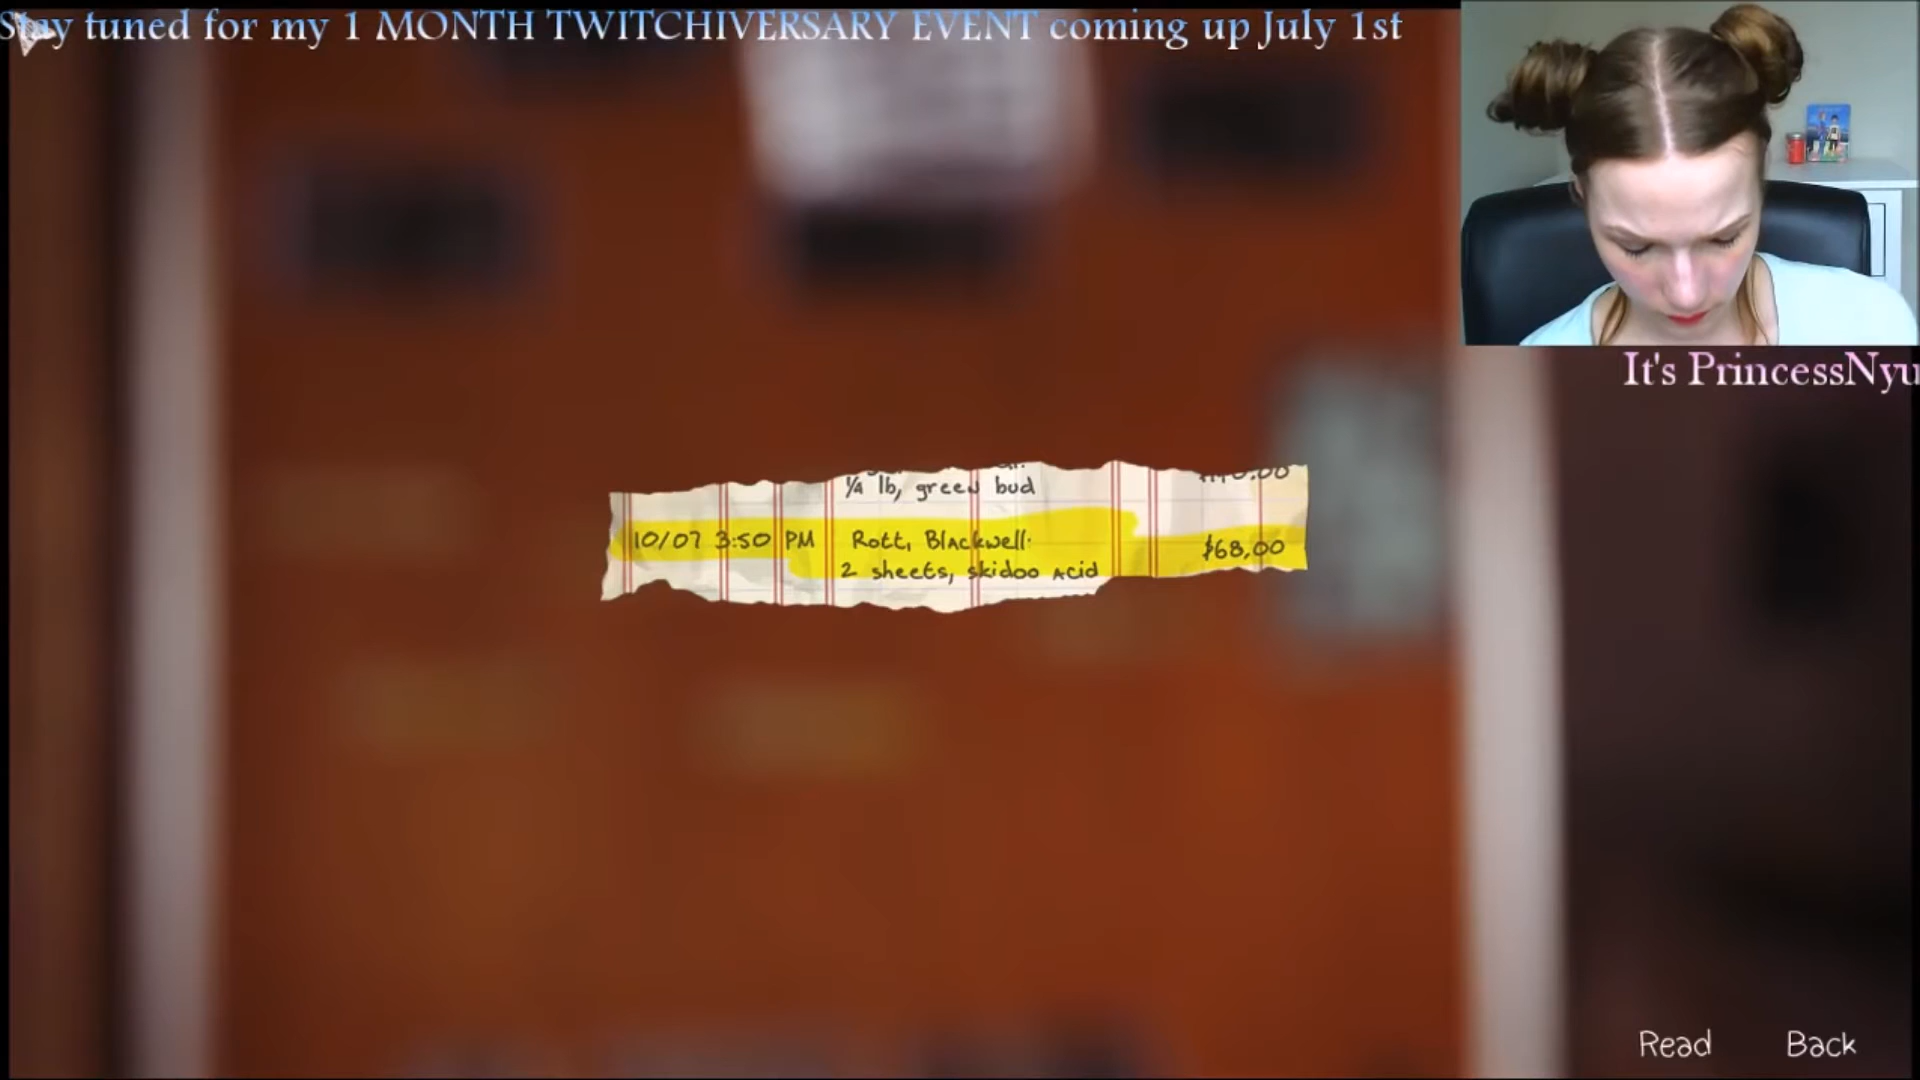 Stay tuned for my 1 MONTH TWITCHIVERSARY EVENT coming up July 1st
It's PrincessNyu
1/4 lb, green bud
10/07 3:50 PM Rott, Blackwell: $68,00
2 sheets, skidoo Acid
Read Back